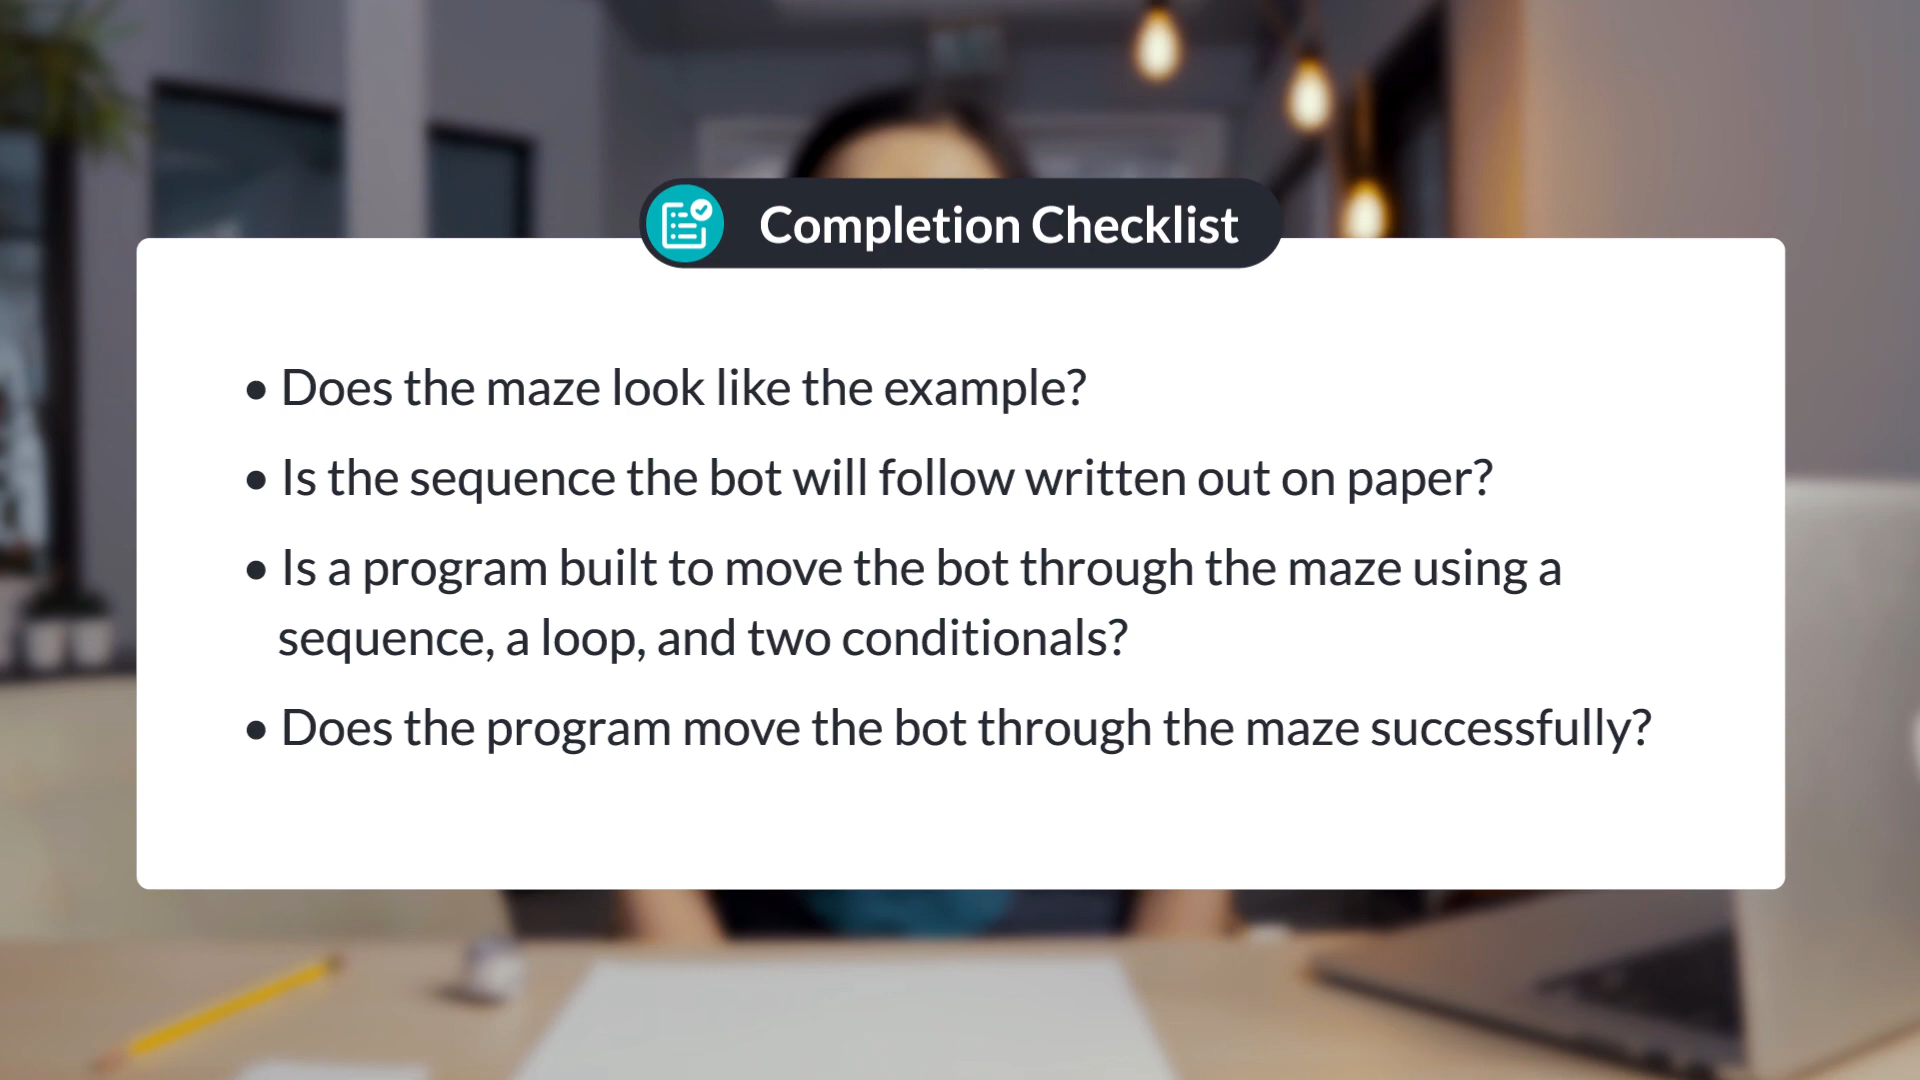 Completion Checklist
• Does the maze look like the example?
• Is the sequence the bot will follow written out on paper?
• Is a program built to move the bot through the maze using a
sequence, a loop, and two conditionals?
• Does the program move the bot through the maze successfully?